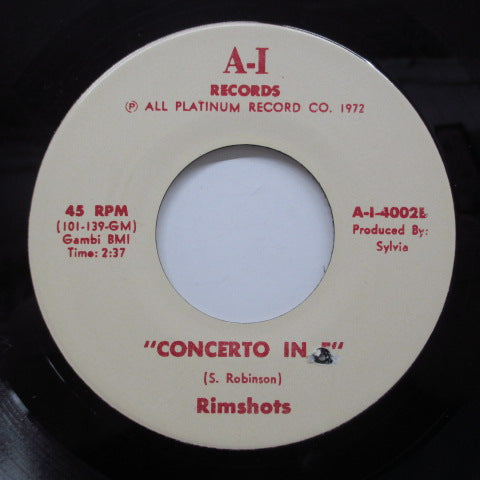 A-I
RECORDS
Ⓟ ALL PLATINUM RECORD CO. 1972
45 RPM
(101-139-GM)
Gambi BMI
Time: 2:37
A-I-4002
Produced By:
Sylvia
"CONCERTO IN
(S. Robinson)
Rimshots